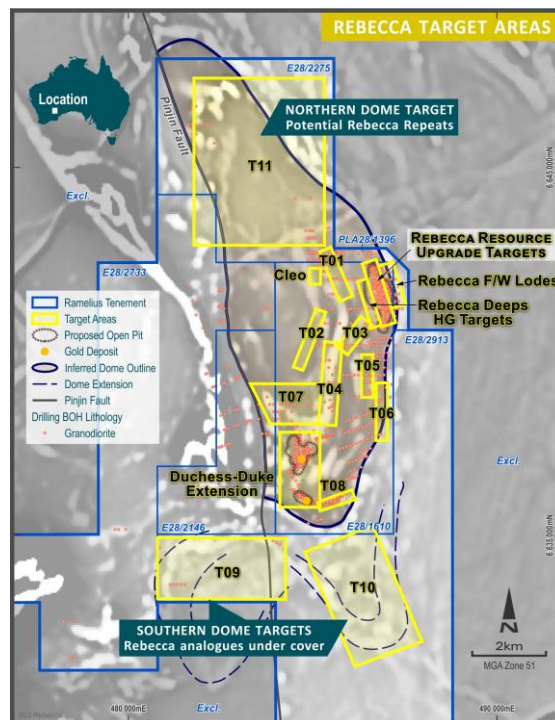 REBECCA TARGET AREAS
E28/2275
Location
NORTHERN DOME TARGET
Potential Rebecca Repeats
Pinjin Fault
T11
6 645 000mN
Excl.
PLA28/1396
REBECCA RESOURCE
UPGRADE TARGETS
T01
E28/2733
Cleo
Rebecca F/W Lodes
Rebecca Deeps
HG Targets
Ramelius Tenement
Target Areas
Proposed Open Pit
Gold Deposit
Inferred Dome Outline
Dome Extension
Pinjin Fault
Drilling BOH Lithology
Granodiorite
T02
T03
E28/2913
T04
T05
T07
T06
Excl.
Duchess-Duke
Extension
T08
E28/2146
E28/1610
6 635 000mN
T09
T10
SOUTHERN DOME TARGETS
Rebecca analogues under cover
N
2km
MGA Zone 51
480 000mE
Excl.
490 000mE